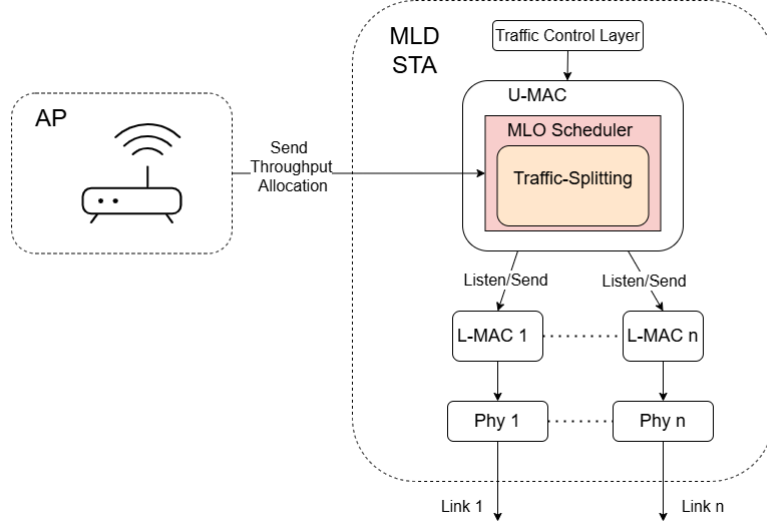 MLD
STA
Traffic Control Layer
U-MAC
MLO Scheduler
Traffic-Splitting
AP
Send
Throughput
Allocation
Listen/Send
Listen/Send
L-MAC 1
L-MAC n
Phy 1
Phy n
Link 1
Link n